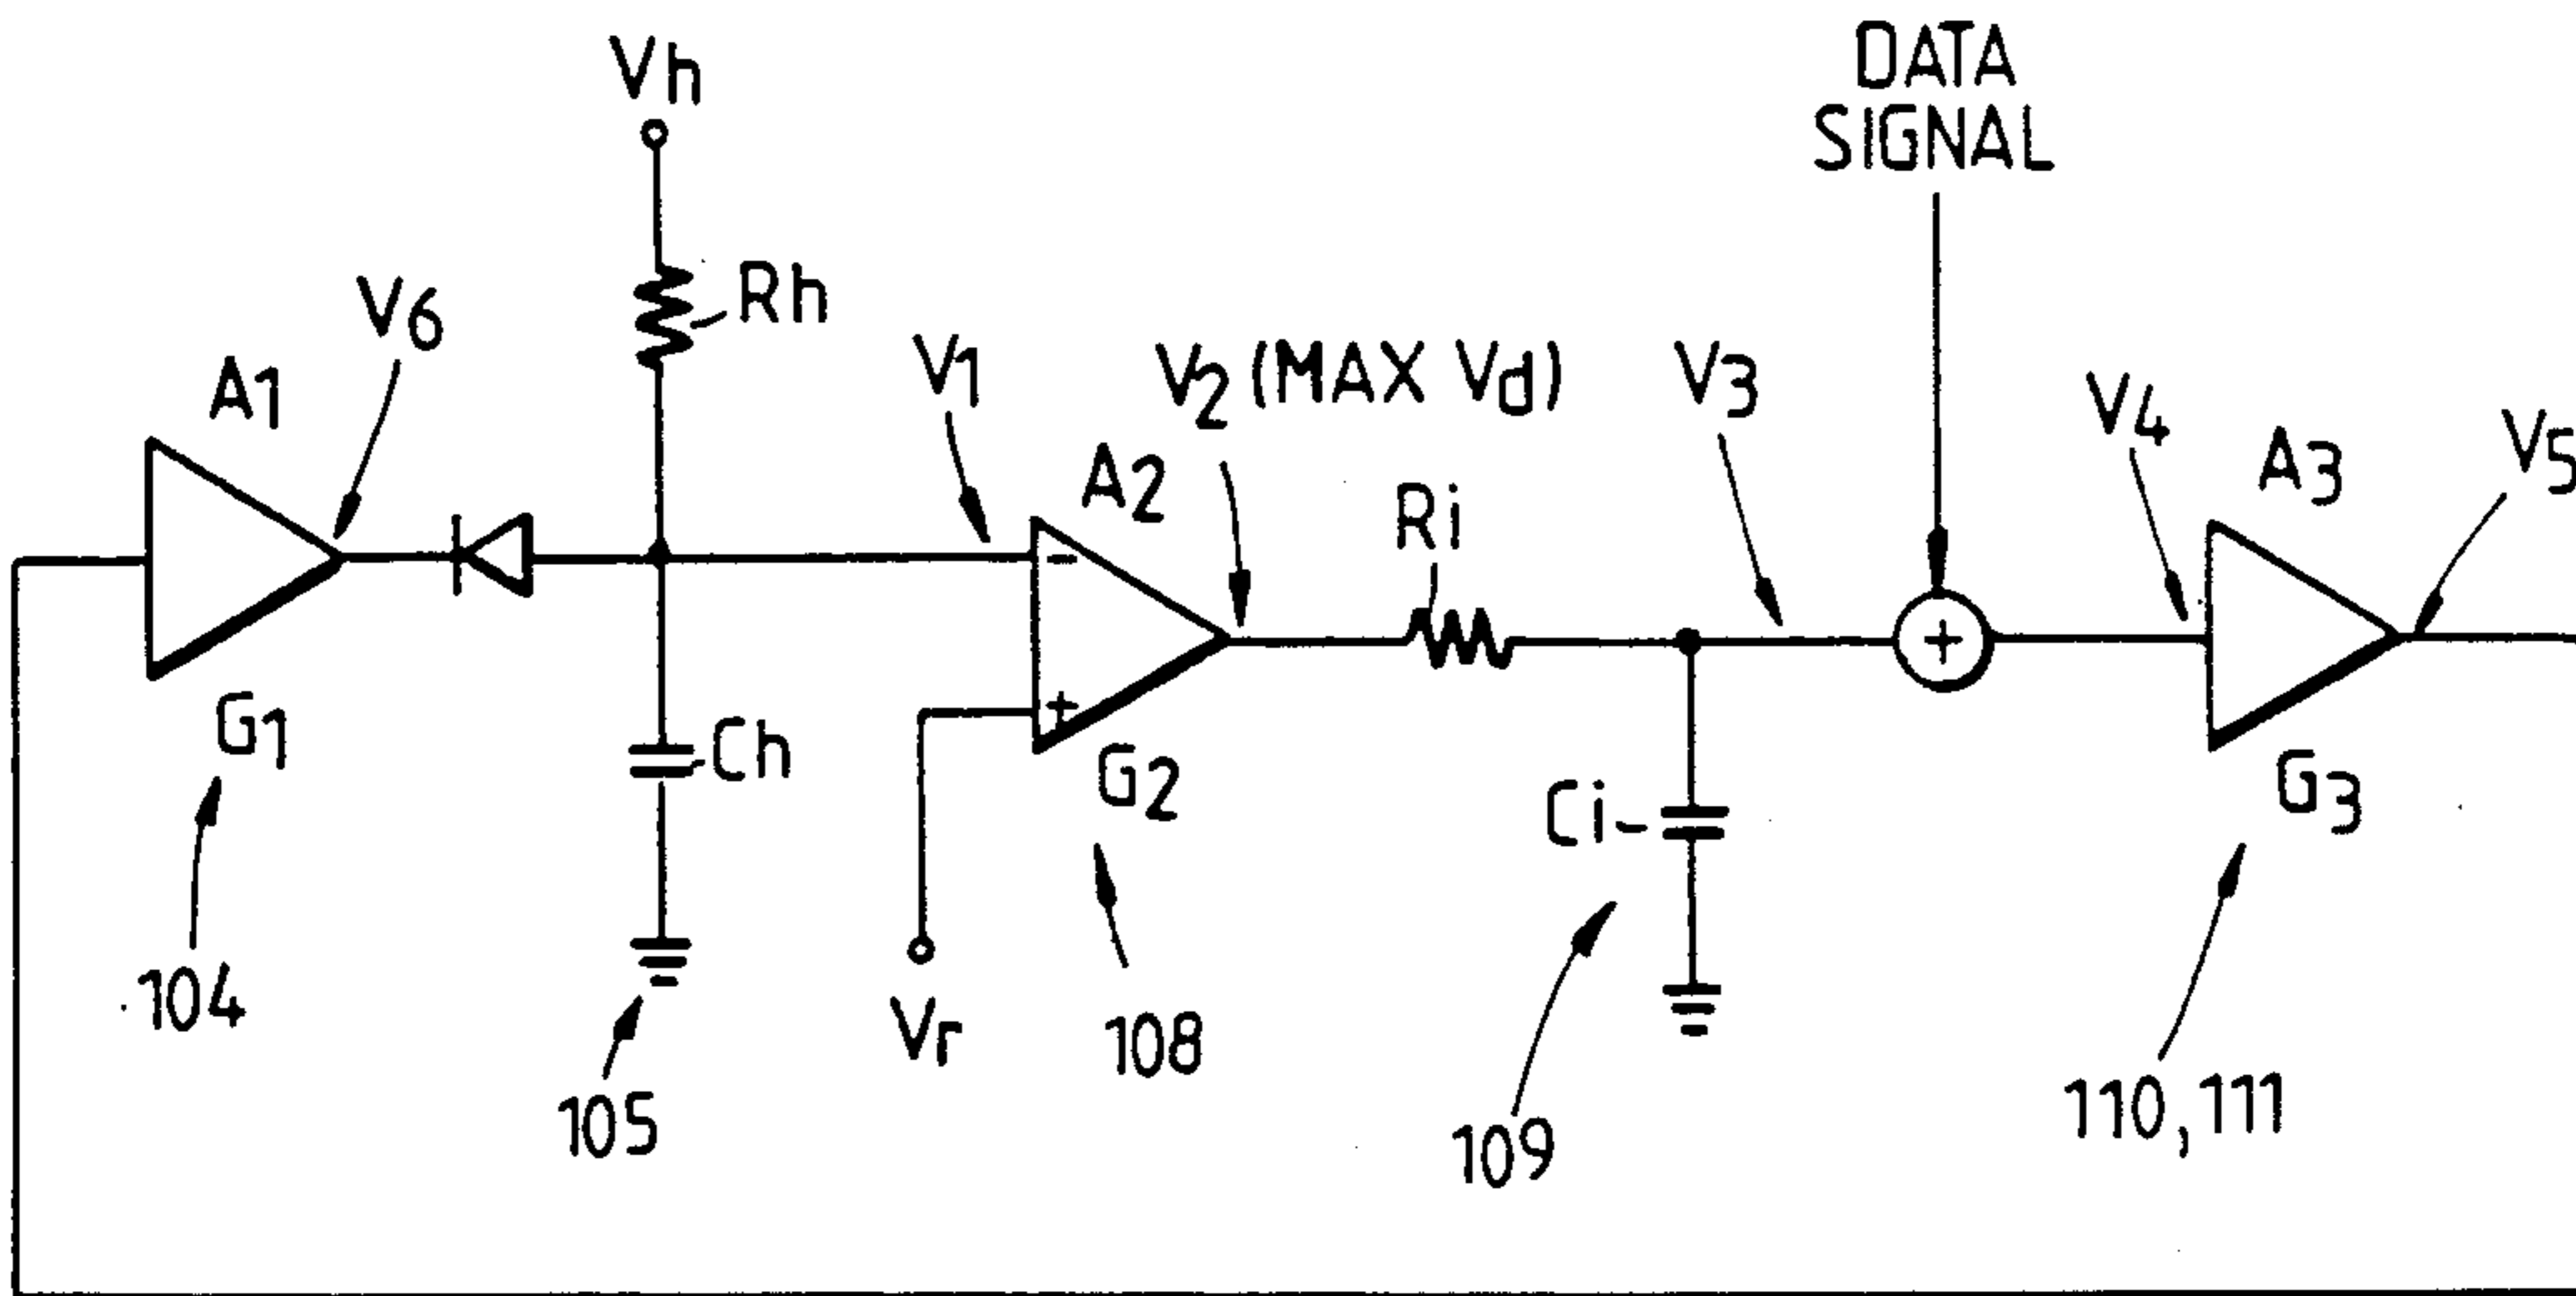 Vh
DATA
SIGNAL
Rh
V6
A1
V1
V2 (MAX Vd)
V3
V4
V5
A2
A3
Ri
-
+
+
G1
Ch
G2
Ci
G3
104
105
Vr
108
109
110,111